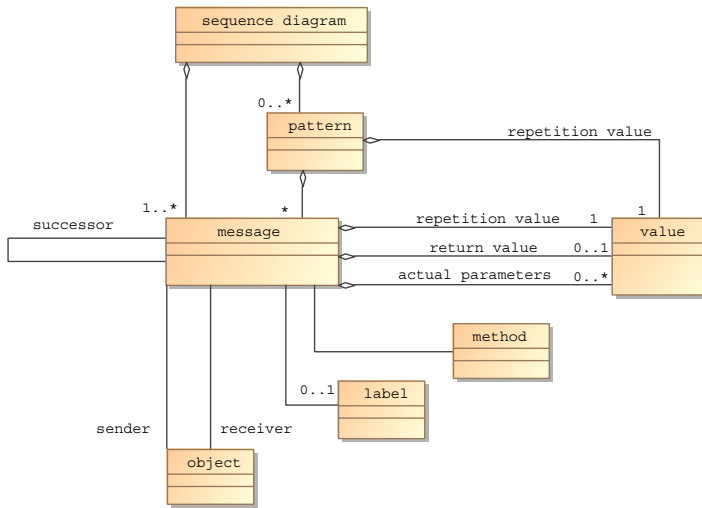 sequence diagram
0..*
pattern
repetition value
1..*
*
1
successor
message
repetition value
1
value
return value
0..1
actual parameters
0..*
method
0..1
label
sender
receiver
object